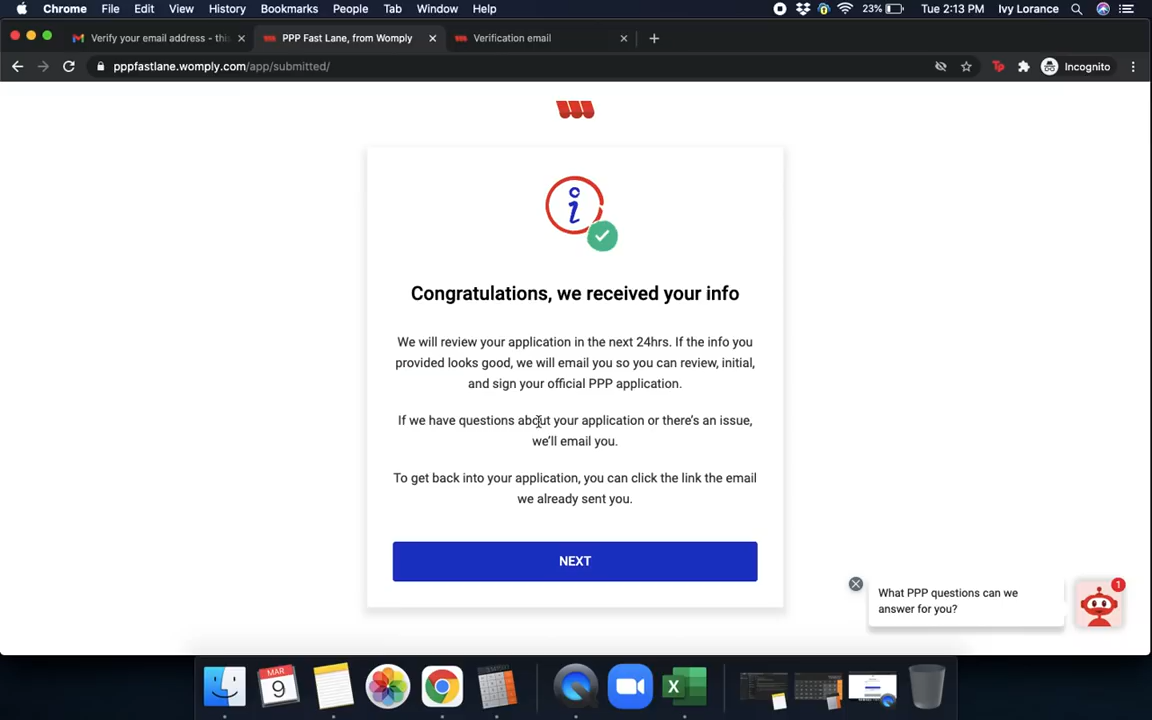 Chrome File Edit View History Bookmarks People Tab Window Help 23% Tue 2:13 PM Ivy Lorance
Verify your email address - this PPP Fast Lane, from Womply Verification email
pppfastlane.womply.com/app/submitted/ Tp Incognito
Congratulations, we received your info
We will review your application in the next 24hrs. If the info you
provided looks good, we will email you so you can review, initial,
and sign your official PPP application.
If we have questions about your application or there's an issue,
we'll email you.
To get back into your application, you can click the link the email
we already sent you.
NEXT
What PPP questions can we
answer for you?
1
MAR
9
X